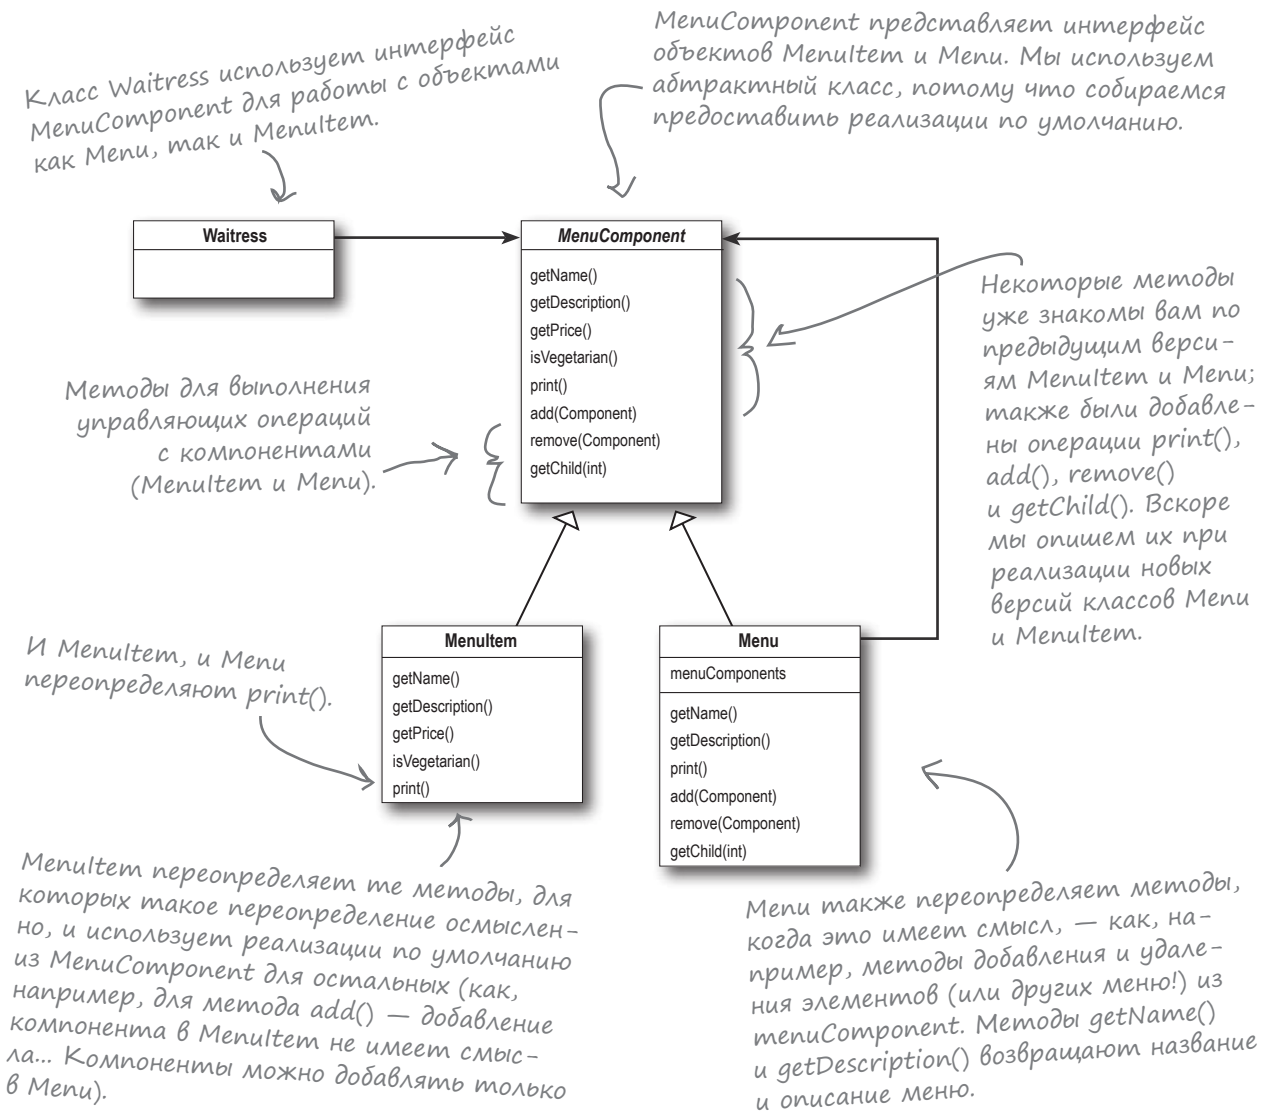 Класс Waitress использует интерфейс
MenuComponent для работы с объектами
как Menu, так и MenuItem.
MenuComponent представляет интерфейс
объектов MenuItem и Menu. Мы используем
абтрактный класс, потому что собираемся
предоставить реализации по умолчанию.
Waitress
MenuComponent
getName()
getDescription()
getPrice()
isVegetarian()
print()
add(Component)
remove(Component)
getChild(int)
Некоторые методы
уже знакомы вам по
предыдущим верси-
ям MenuItem и Menu;
также были добавле-
ны операции print(),
add(), remove()
и getChild(). Вскоре
мы опишем их при
реализации новых
версий классов Menu
и MenuItem.
Методы для выполнения
управляющих операций
с компонентами
(MenuItem и Menu).
И MenuItem, и Menu
переопределяют print().
MenuItem
getName()
getDescription()
getPrice()
isVegetarian()
print()
Menu
menuComponents
getName()
getDescription()
print()
add(Component)
remove(Component)
getChild(int)
MenuItem переопределяет те методы, для
которых такое переопределение осмыслен-
но, и использует реализации по умолчанию
из MenuComponent для остальных (как,
например, для метода add() — добавление
компонента в MenuItem не имеет смыс-
ла... Компоненты можно добавлять только
в Menu).
Menu также переопределяет методы,
когда это имеет смысл, — как, на-
пример, методы добавления и удале-
ния элементов (или других меню!) из
menuComponent. Методы getName()
и getDescription() возвращают название
и описание меню.